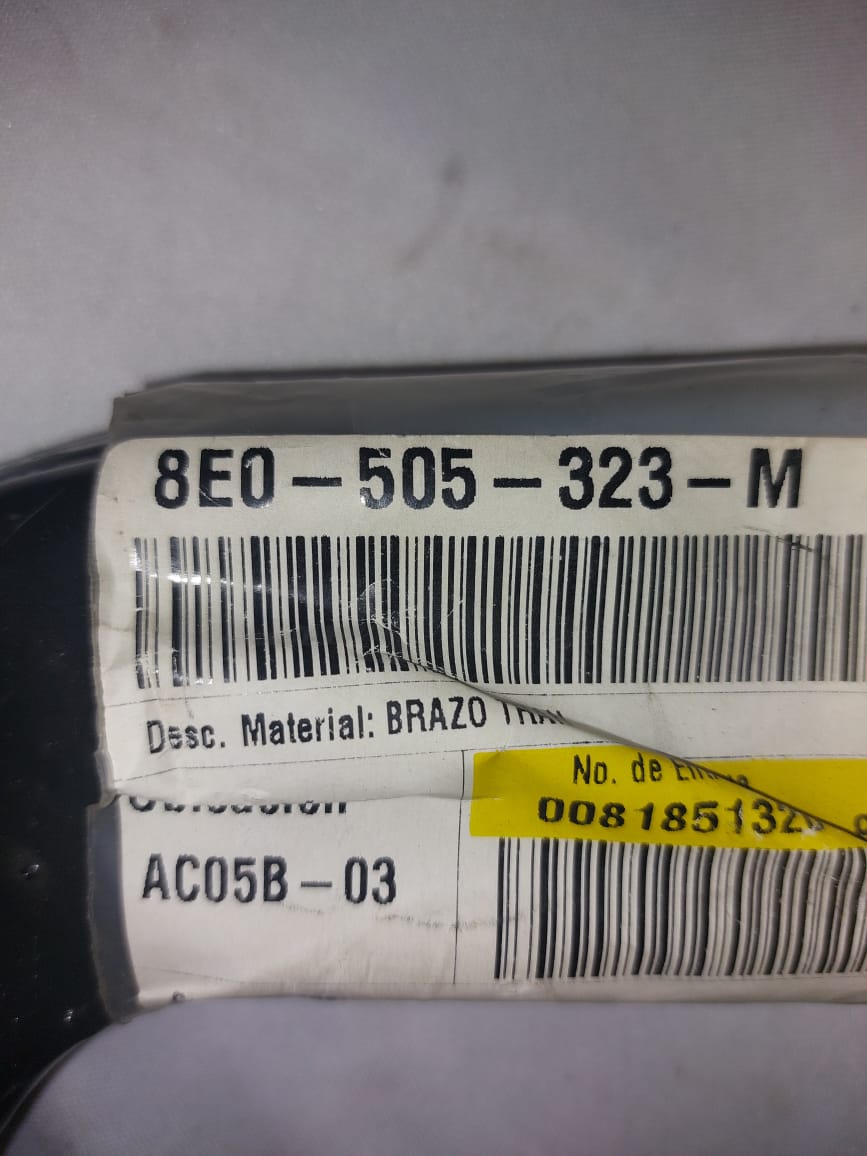 8E0-505-323-M
Desc. Material: BRAZO
No. de
AC05B-03